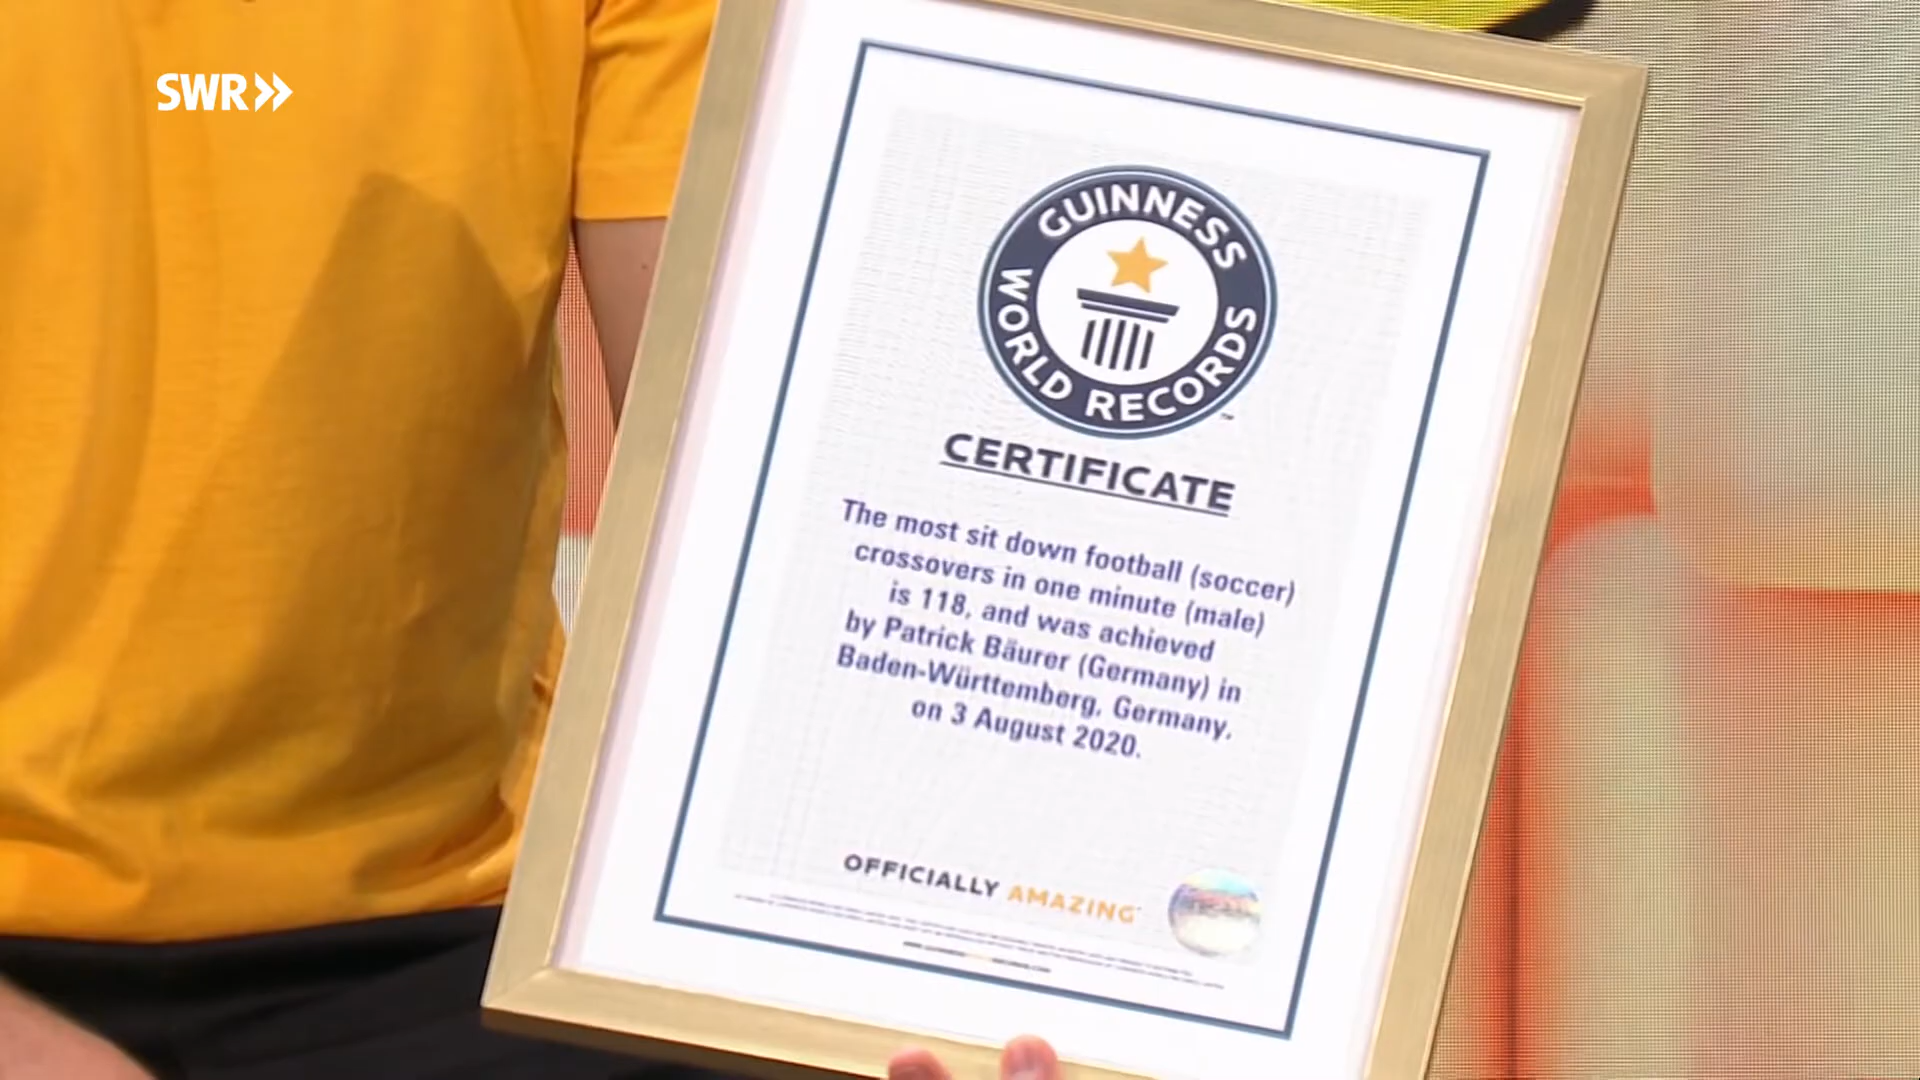 SWR
GUINNESS
WORLD RECORDS
™
CERTIFICATE
The most sit down football (soccer)
crossovers in one minute (male)
is 118, and was achieved
by Patrick Bäurer (Germany) in
Baden-Württemberg, Germany,
on 3 August 2020.
OFFICIALLY AMAZING